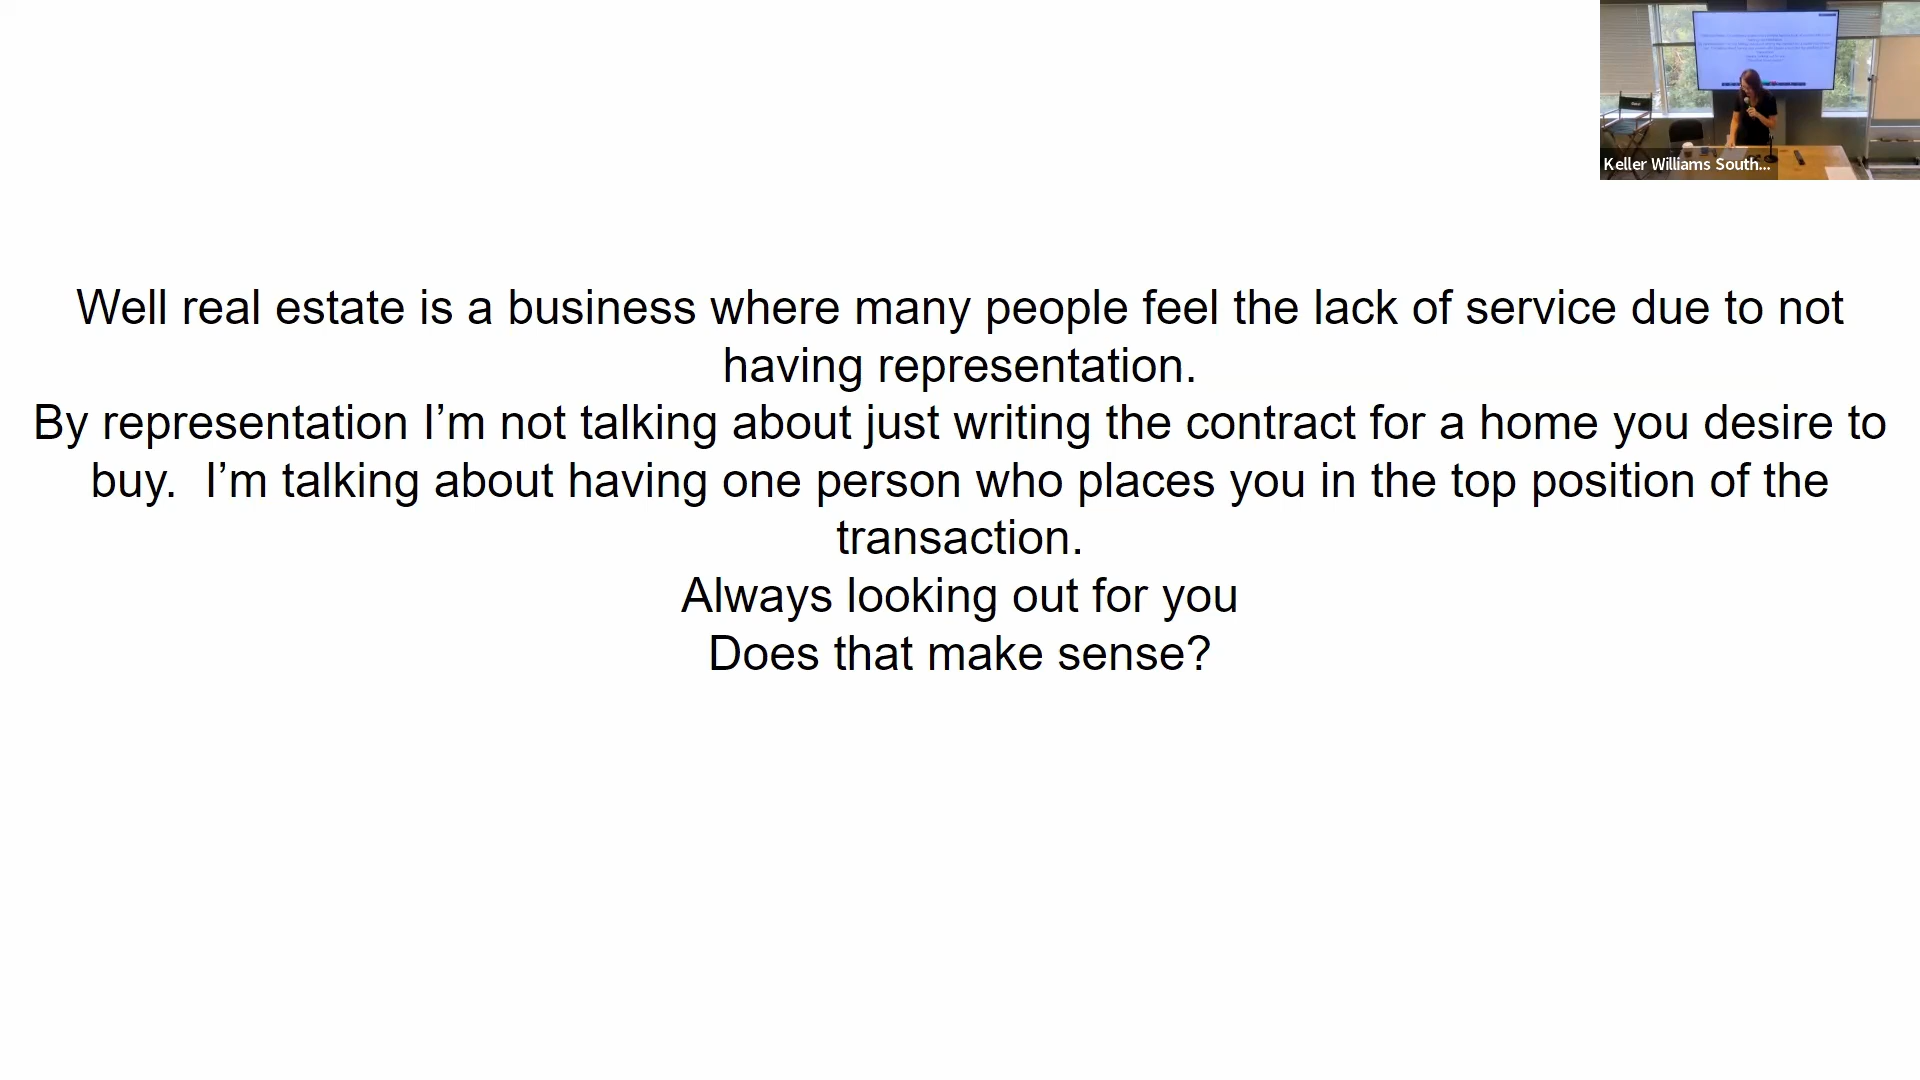 Keller Williams South...
Well real estate is a business where many people feel the lack of service due to not
having representation.
By representation I’m not talking about just writing the contract for a home you desire to
buy.  I’m talking about having one person who places you in the top position of the
transaction.
Always looking out for you
Does that make sense?